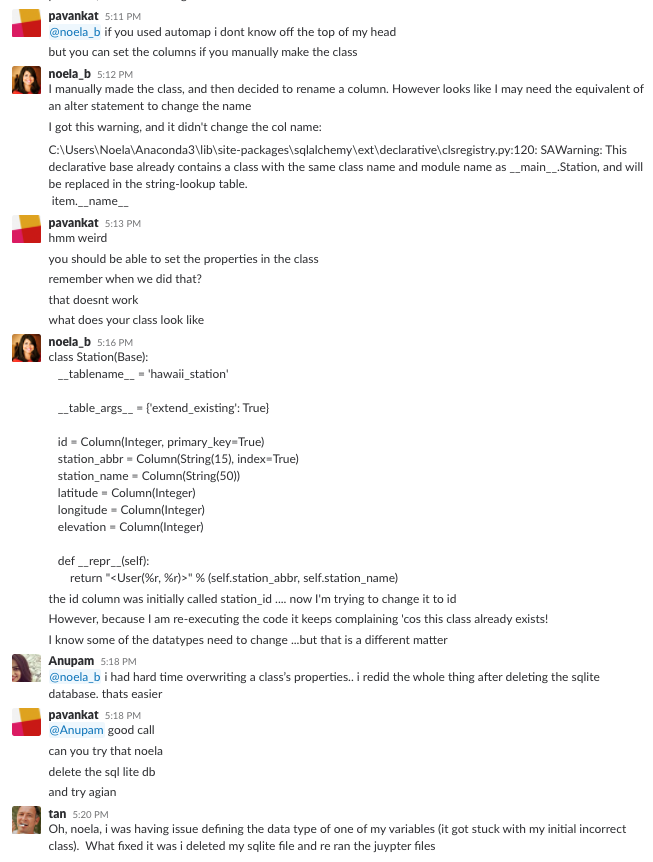 pavankat 5:11 PM
@noela_b if you used automap i dont know off the top of my head
but you can set the columns if you manually make the class
noela_b 5:12 PM
I manually made the class, and then decided to rename a column. However looks like I may need the equivalent of
an alter statement to change the name
I got this warning, and it didn't change the col name:
C:\Users\Noela\Anaconda3\lib\site-packages\sqlalchemy\ext\declarative\clsregistry.py:120: SAWarning: This
declarative base already contains a class with the same class name and module name as __main__.Station, and will
be replaced in the string-lookup table.
item.__name__
pavankat 5:13 PM
hmm weird
you should be able to set the properties in the class
remember when we did that?
that doesnt work
what does your class look like
noela_b 5:16 PM
class Station(Base):
__tablename__ = 'hawaii_station'
__table_args__ = {'extend_existing': True}
id = Column(Integer, primary_key=True)
station_abbr = Column(String(15), index=True)
station_name = Column(String(50))
latitude = Column(Integer)
longitude = Column(Integer)
elevation = Column(Integer)
def __repr__(self):
return "<User(%r, %r)>" % (self.station_abbr, self.station_name)
the id column was initially called station_id .... now I'm trying to change it to id
However, because I am re-executing the code it keeps complaining 'cos this class already exists!
I know some of the datatypes need to change ...but that is a different matter
Anupam 5:18 PM
@noela_b i had hard time overwriting a class's properties.. i redid the whole thing after deleting the sqlite
database. thats easier
pavankat 5:18 PM
@Anupam good call
can you try that noela
delete the sql lite db
and try agian
tan 5:20 PM
Oh, noela, i was having issue defining the data type of one of my variables (it got stuck with my initial incorrect
class). What fixed it was i deleted my sqlite file and re ran the juypter files